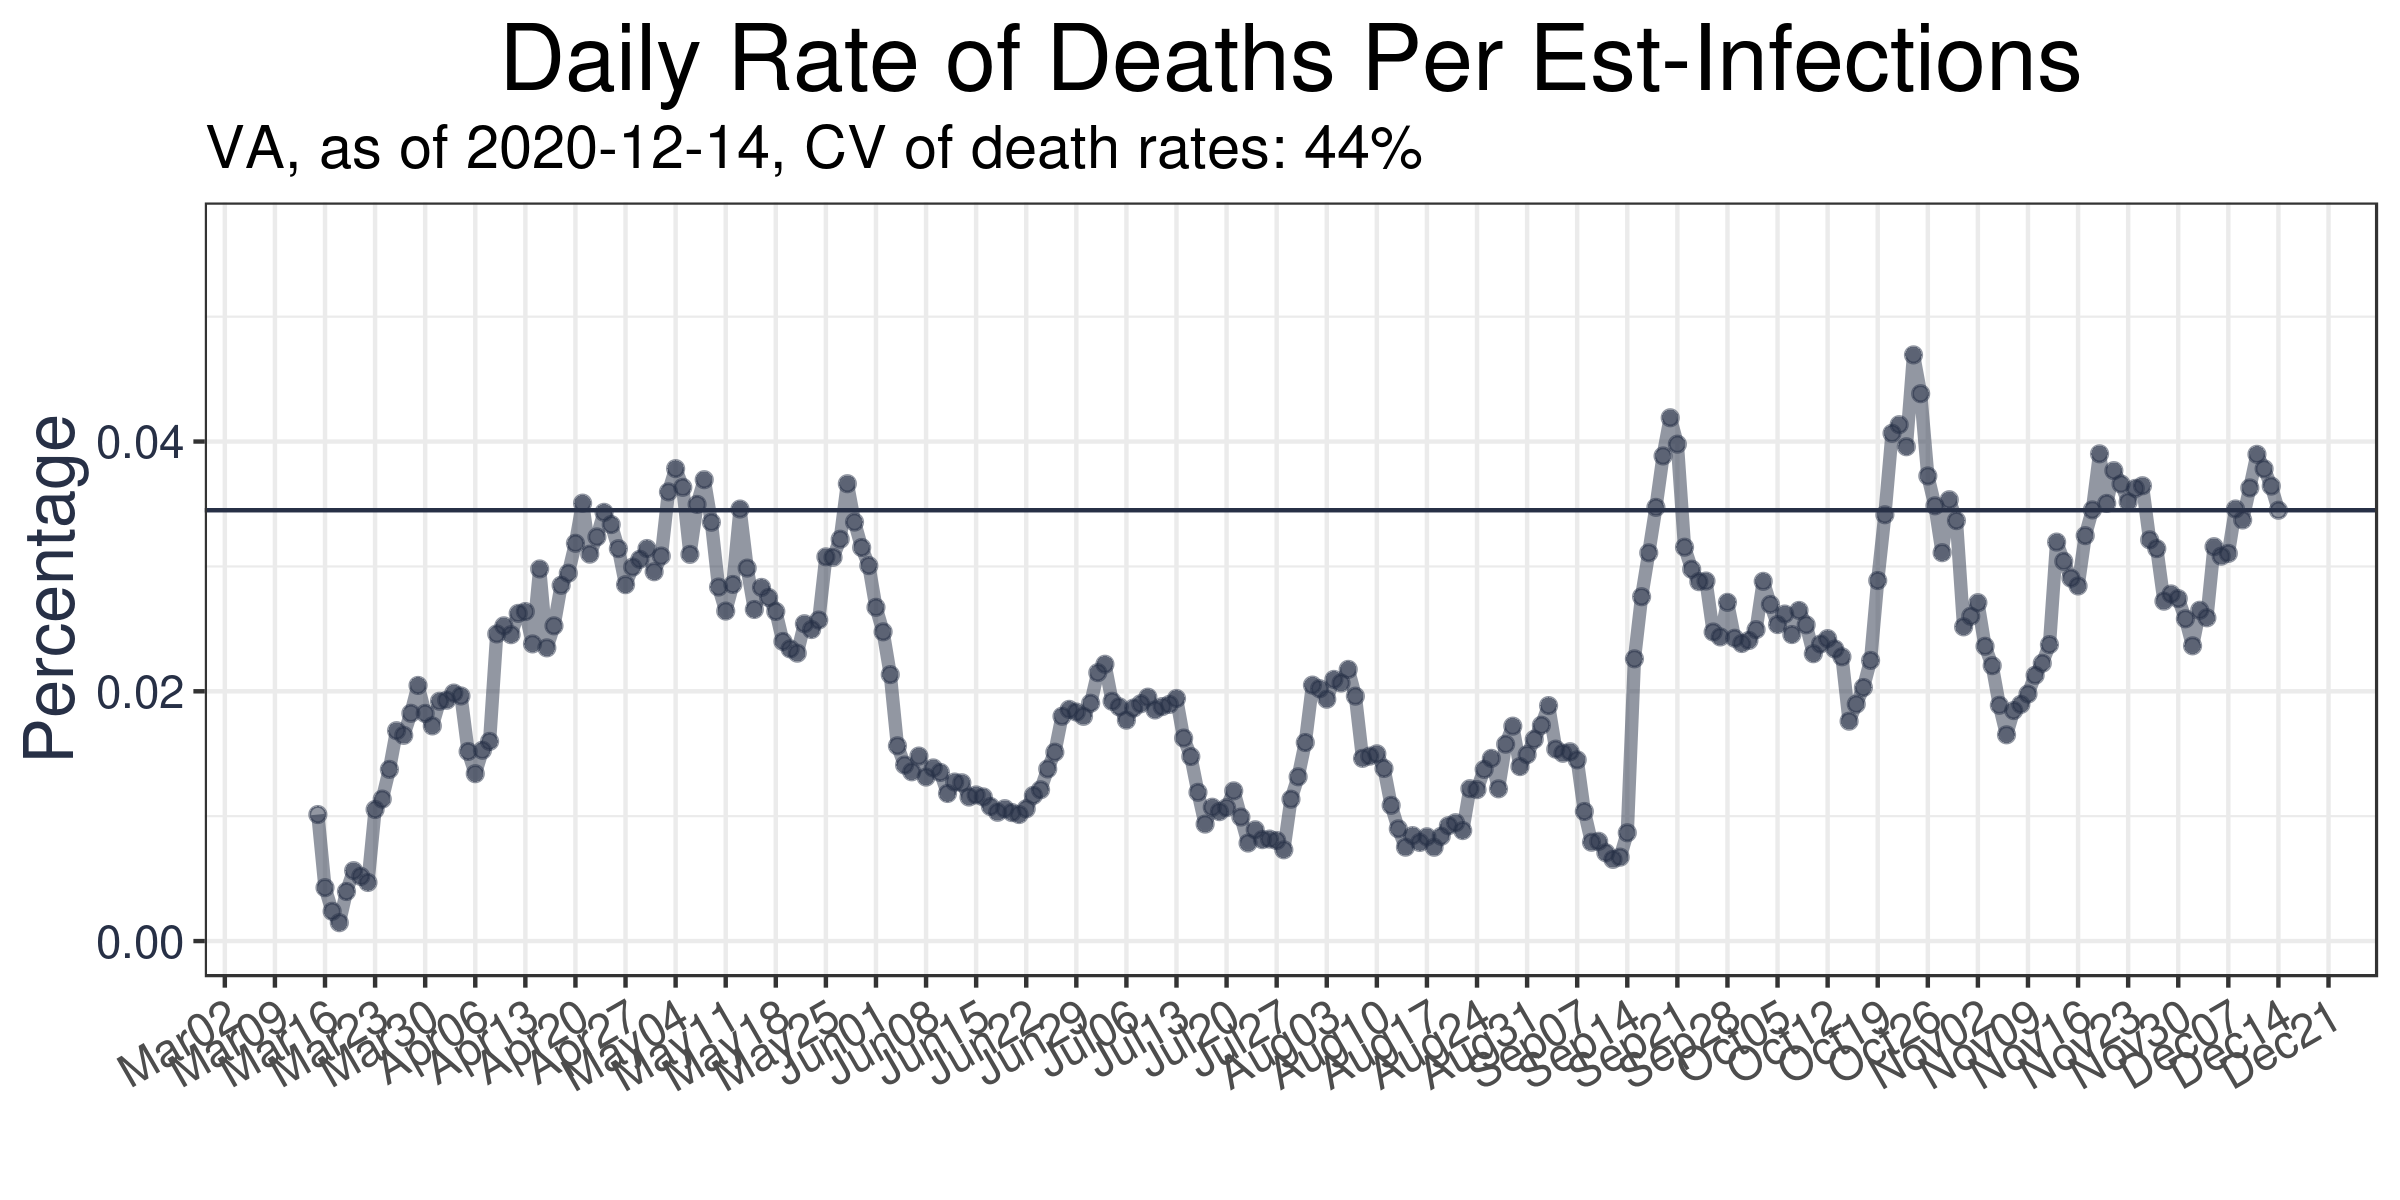 Daily Rate of Deaths Per Est-Infections
VA, as of 2020-12-14, CV of death rates: 44%
Percentage
0.04
0.02
0.00
Mar02
Mar09
Mar16
Mar23
Mar30
Apr06
Apr13
Apr20
Apr27
May04
May11
May18
May25
Jun01
Jun08
Jun15
Jun22
Jun29
Jul06
Jul13
Jul20
Jul27
Aug03
Aug10
Aug17
Aug24
Aug31
Sep07
Sep14
Sep21
Sep28
Oct05
Oct12
Oct19
Oct26
Nov02
Nov09
Nov16
Nov23
Nov30
Dec07
Dec14
Dec21